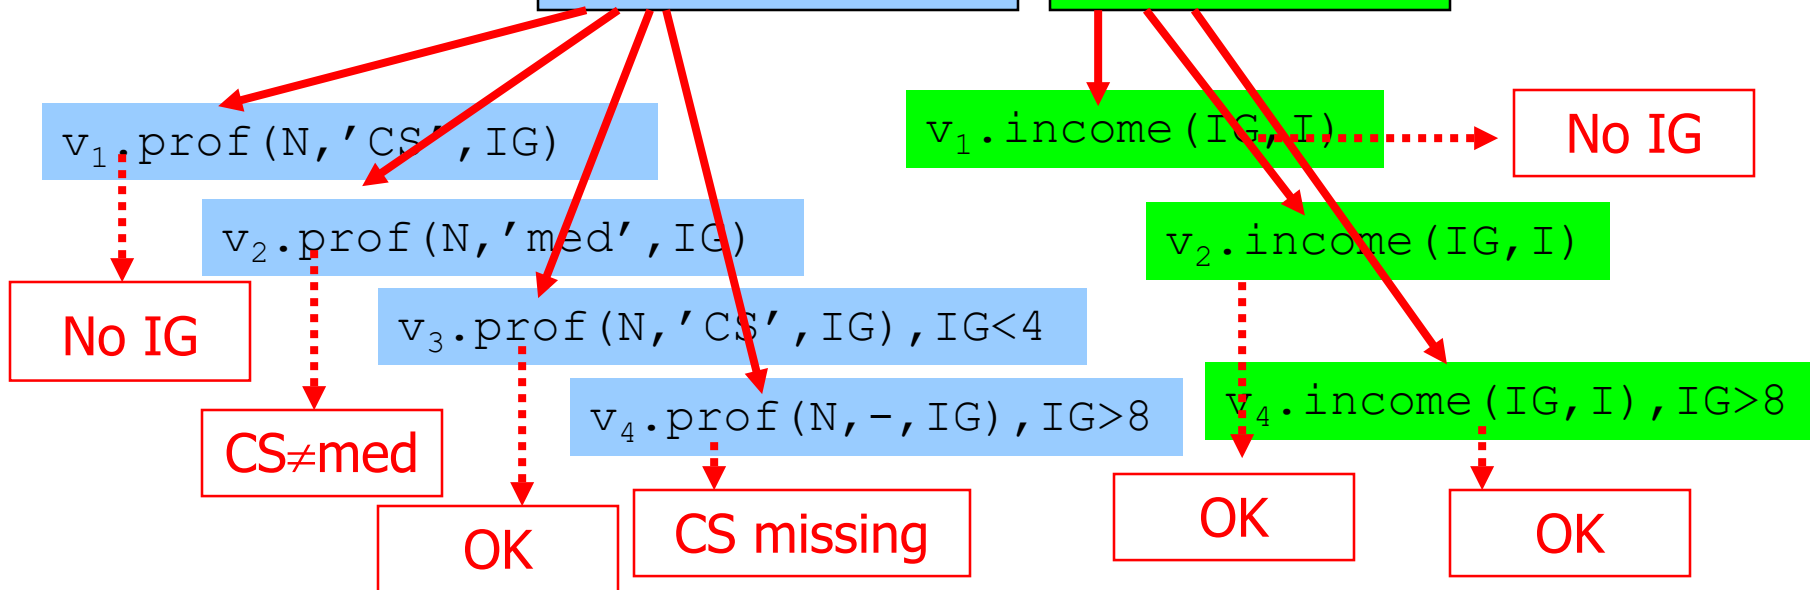 v1.prof(N,'CS',IG)
v1.income(IG,I)
No IG
v2.prof(N,'med',IG)
v2.income(IG,I)
No IG
v3.prof(N,'CS',IG),IG<4
v4.prof(N,-,IG),IG>8
v4.income(IG,I),IG>8
CS≠med
OK
CS missing
OK
OK